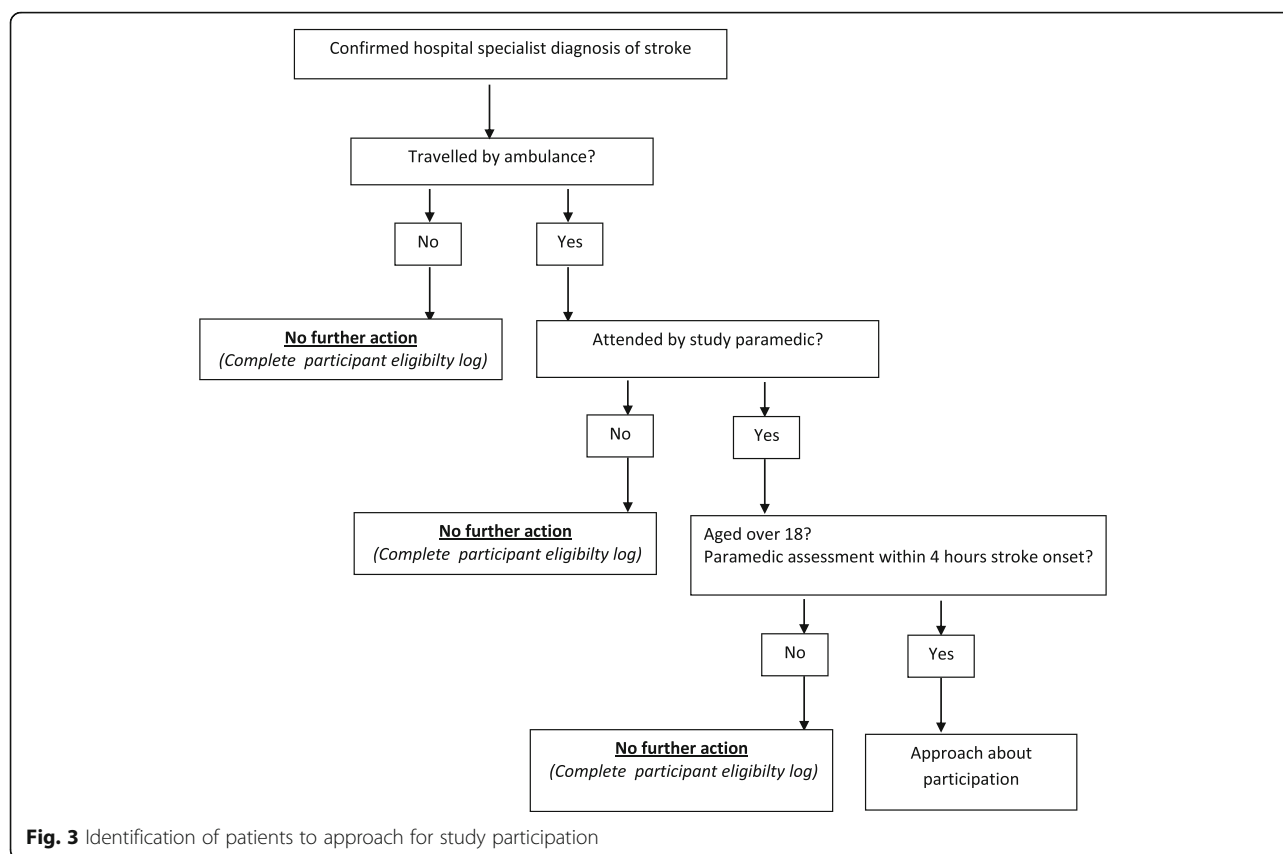 Confirmed hospital specialist diagnosis of stroke
Travelled by ambulance?
No
Yes
No further action
(Complete participant eligibilty log)
Attended by study paramedic?
No
Yes
No further action
(Complete participant eligibilty log)
Aged over 18?
Paramedic assessment within 4 hours stroke onset?
No
Yes
No further action
(Complete participant eligibilty log)
Approach about
participation
Fig. 3 Identification of patients to approach for study participation